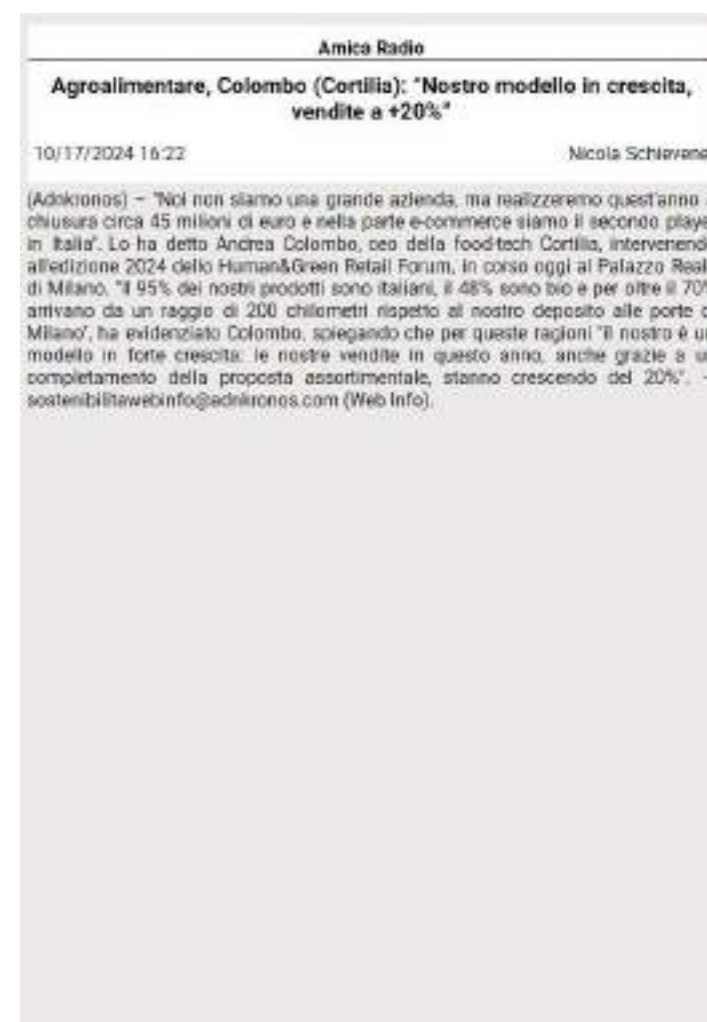 Amica Radio
Agroalimentare, Colombo (Cortilia): "Nostro modello in crescita,
vendite a +20%"
10/17/2024 16:22 Nicola Schievene
(Adnkronos) – "Noi non siamo una grande azienda, ma realizzeremo quest'anno
chiusura circa 45 milioni di euro e nella parte e-commerce siamo il secondo playe
in Italia". Lo ha detto Andrea Colombo, ceo della food-tech Cortilia, intervenend
all'edizione 2024 dello Human&Green Retail Forum, in corso oggi al Palazzo Real
di Milano. "Il 95% dei nostri prodotti sono italiani, il 48% sono bio e per oltre il 70%
arrivano da un raggio di 200 chilometri rispetto al nostro deposito alle porte d
Milano", ha evidenziato Colombo, spiegando che per queste ragioni "il nostro è un
modello in forte crescita: le nostre vendite in questo anno, anche grazie a un
completamento della proposta assortimentale, stanno crescendo del 20%". –
sostenibilitawebinfo@adnkronos.com (Web Info).